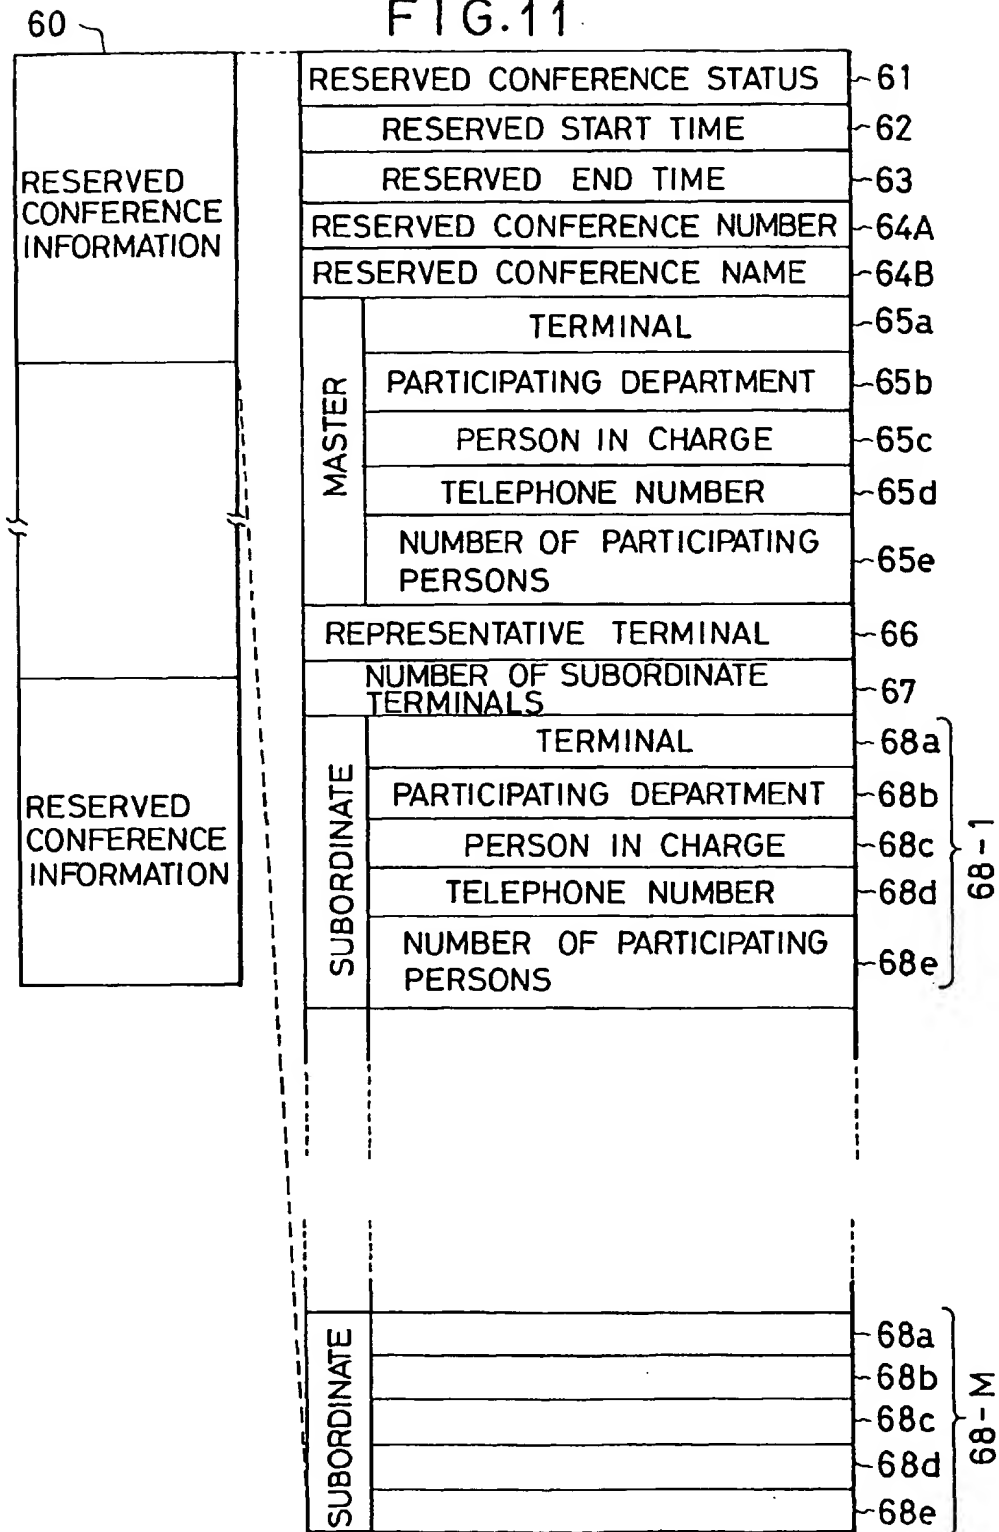 FIG.11
60
RESERVED
CONFERENCE
INFORMATION
RESERVED
CONFERENCE
INFORMATION
RESERVED CONFERENCE STATUS 61
RESERVED START TIME 62
RESERVED END TIME 63
RESERVED CONFERENCE NUMBER 64A
RESERVED CONFERENCE NAME 64B
MASTER
TERMINAL 65a
PARTICIPATING DEPARTMENT 65b
PERSON IN CHARGE 65c
TELEPHONE NUMBER 65d
NUMBER OF PARTICIPATING
PERSONS 65e
REPRESENTATIVE TERMINAL 66
NUMBER OF SUBORDINATE
TERMINALS 67
SUBORDINATE
TERMINAL 68a
PARTICIPATING DEPARTMENT 68b
PERSON IN CHARGE 68c
TELEPHONE NUMBER 68d
NUMBER OF PARTICIPATING
PERSONS 68e
68-1
SUBORDINATE
68a
68b
68c
68d
68e
68-M